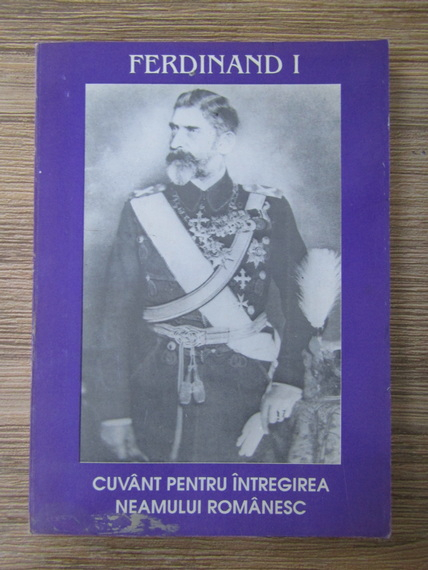 FERDINAND I
CUVÂNT PENTRU ÎNTREGIREA
NEAMULUI ROMÂNESC